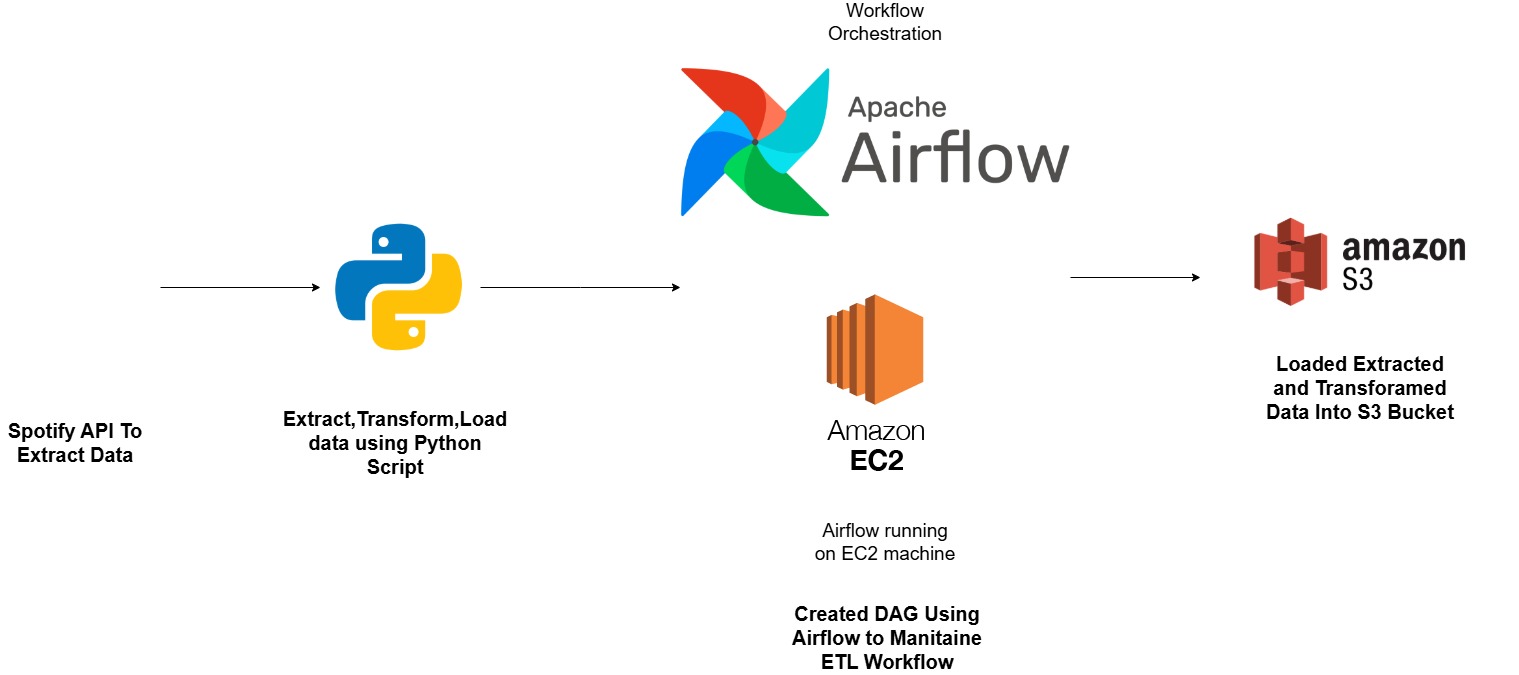 Workflow
Orchestration
Apache
Airflow
amazon
S3
Spotify API To
Extract Data
Extract,Transform,Load
data using Python
Script
Amazon
EC2
Loaded Extracted
and Transforamed
Data Into S3 Bucket
Airflow running
on EC2 machine
Created DAG Using
Airflow to Manitaine
ETL Workflow